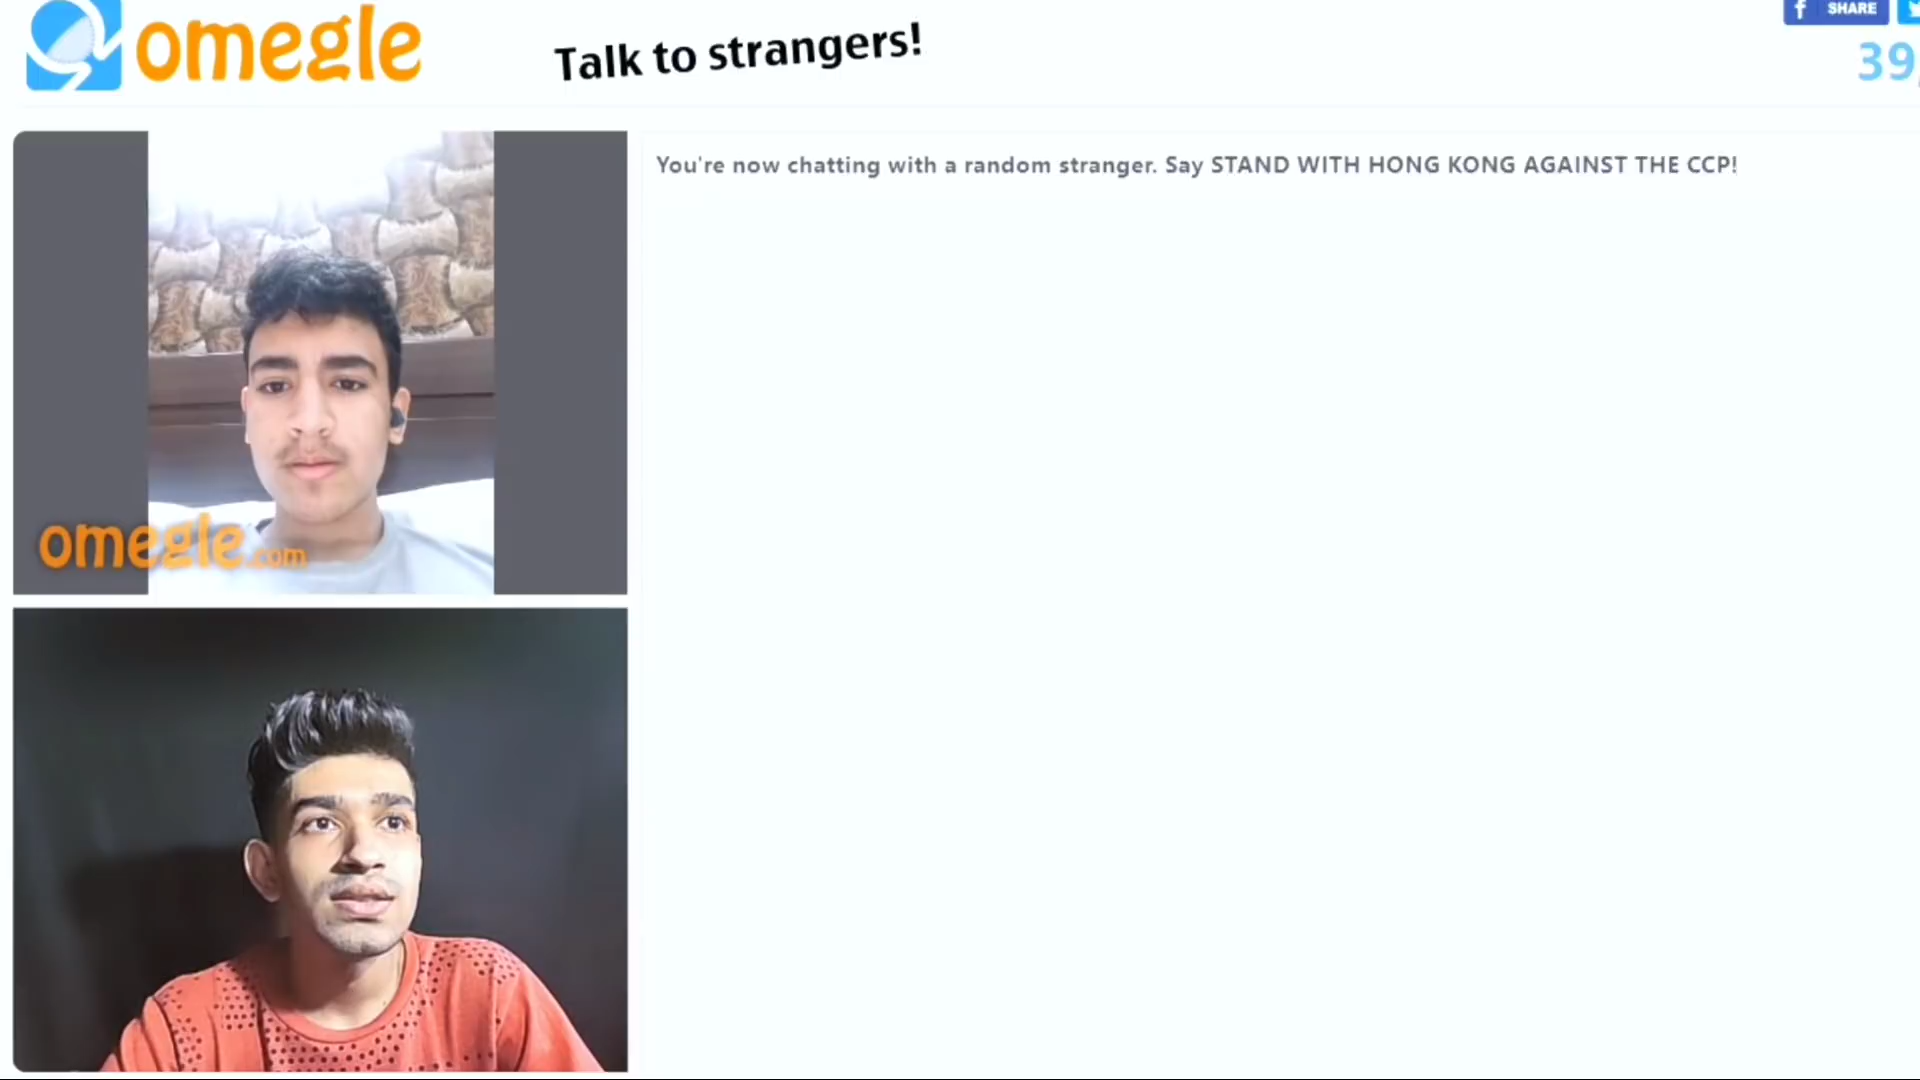 omegle
Talk to strangers!
SHARE
39
You're now chatting with a random stranger. Say STAND WITH HONG KONG AGAINST THE CCP!
omegle.com